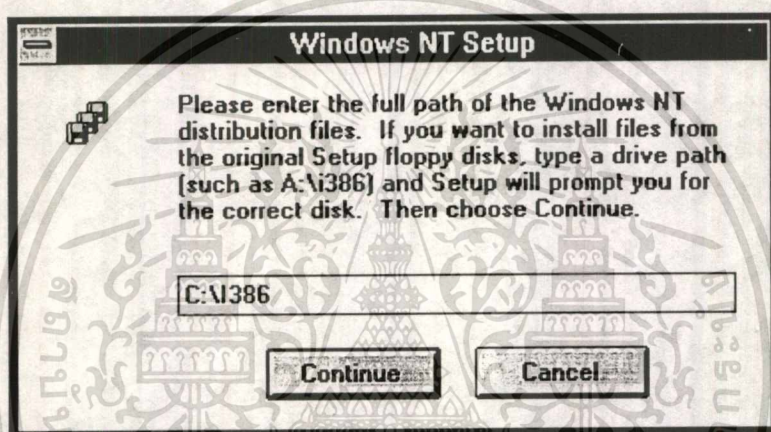 Windows NT Setup
Please enter the full path of the Windows NT
distribution files. If you want to install files from
the original Setup floppy disks, type a drive path
(such as A:\i386) and Setup will prompt you for
the correct disk. Then choose Continue.
C:\I386
Continue
Cancel